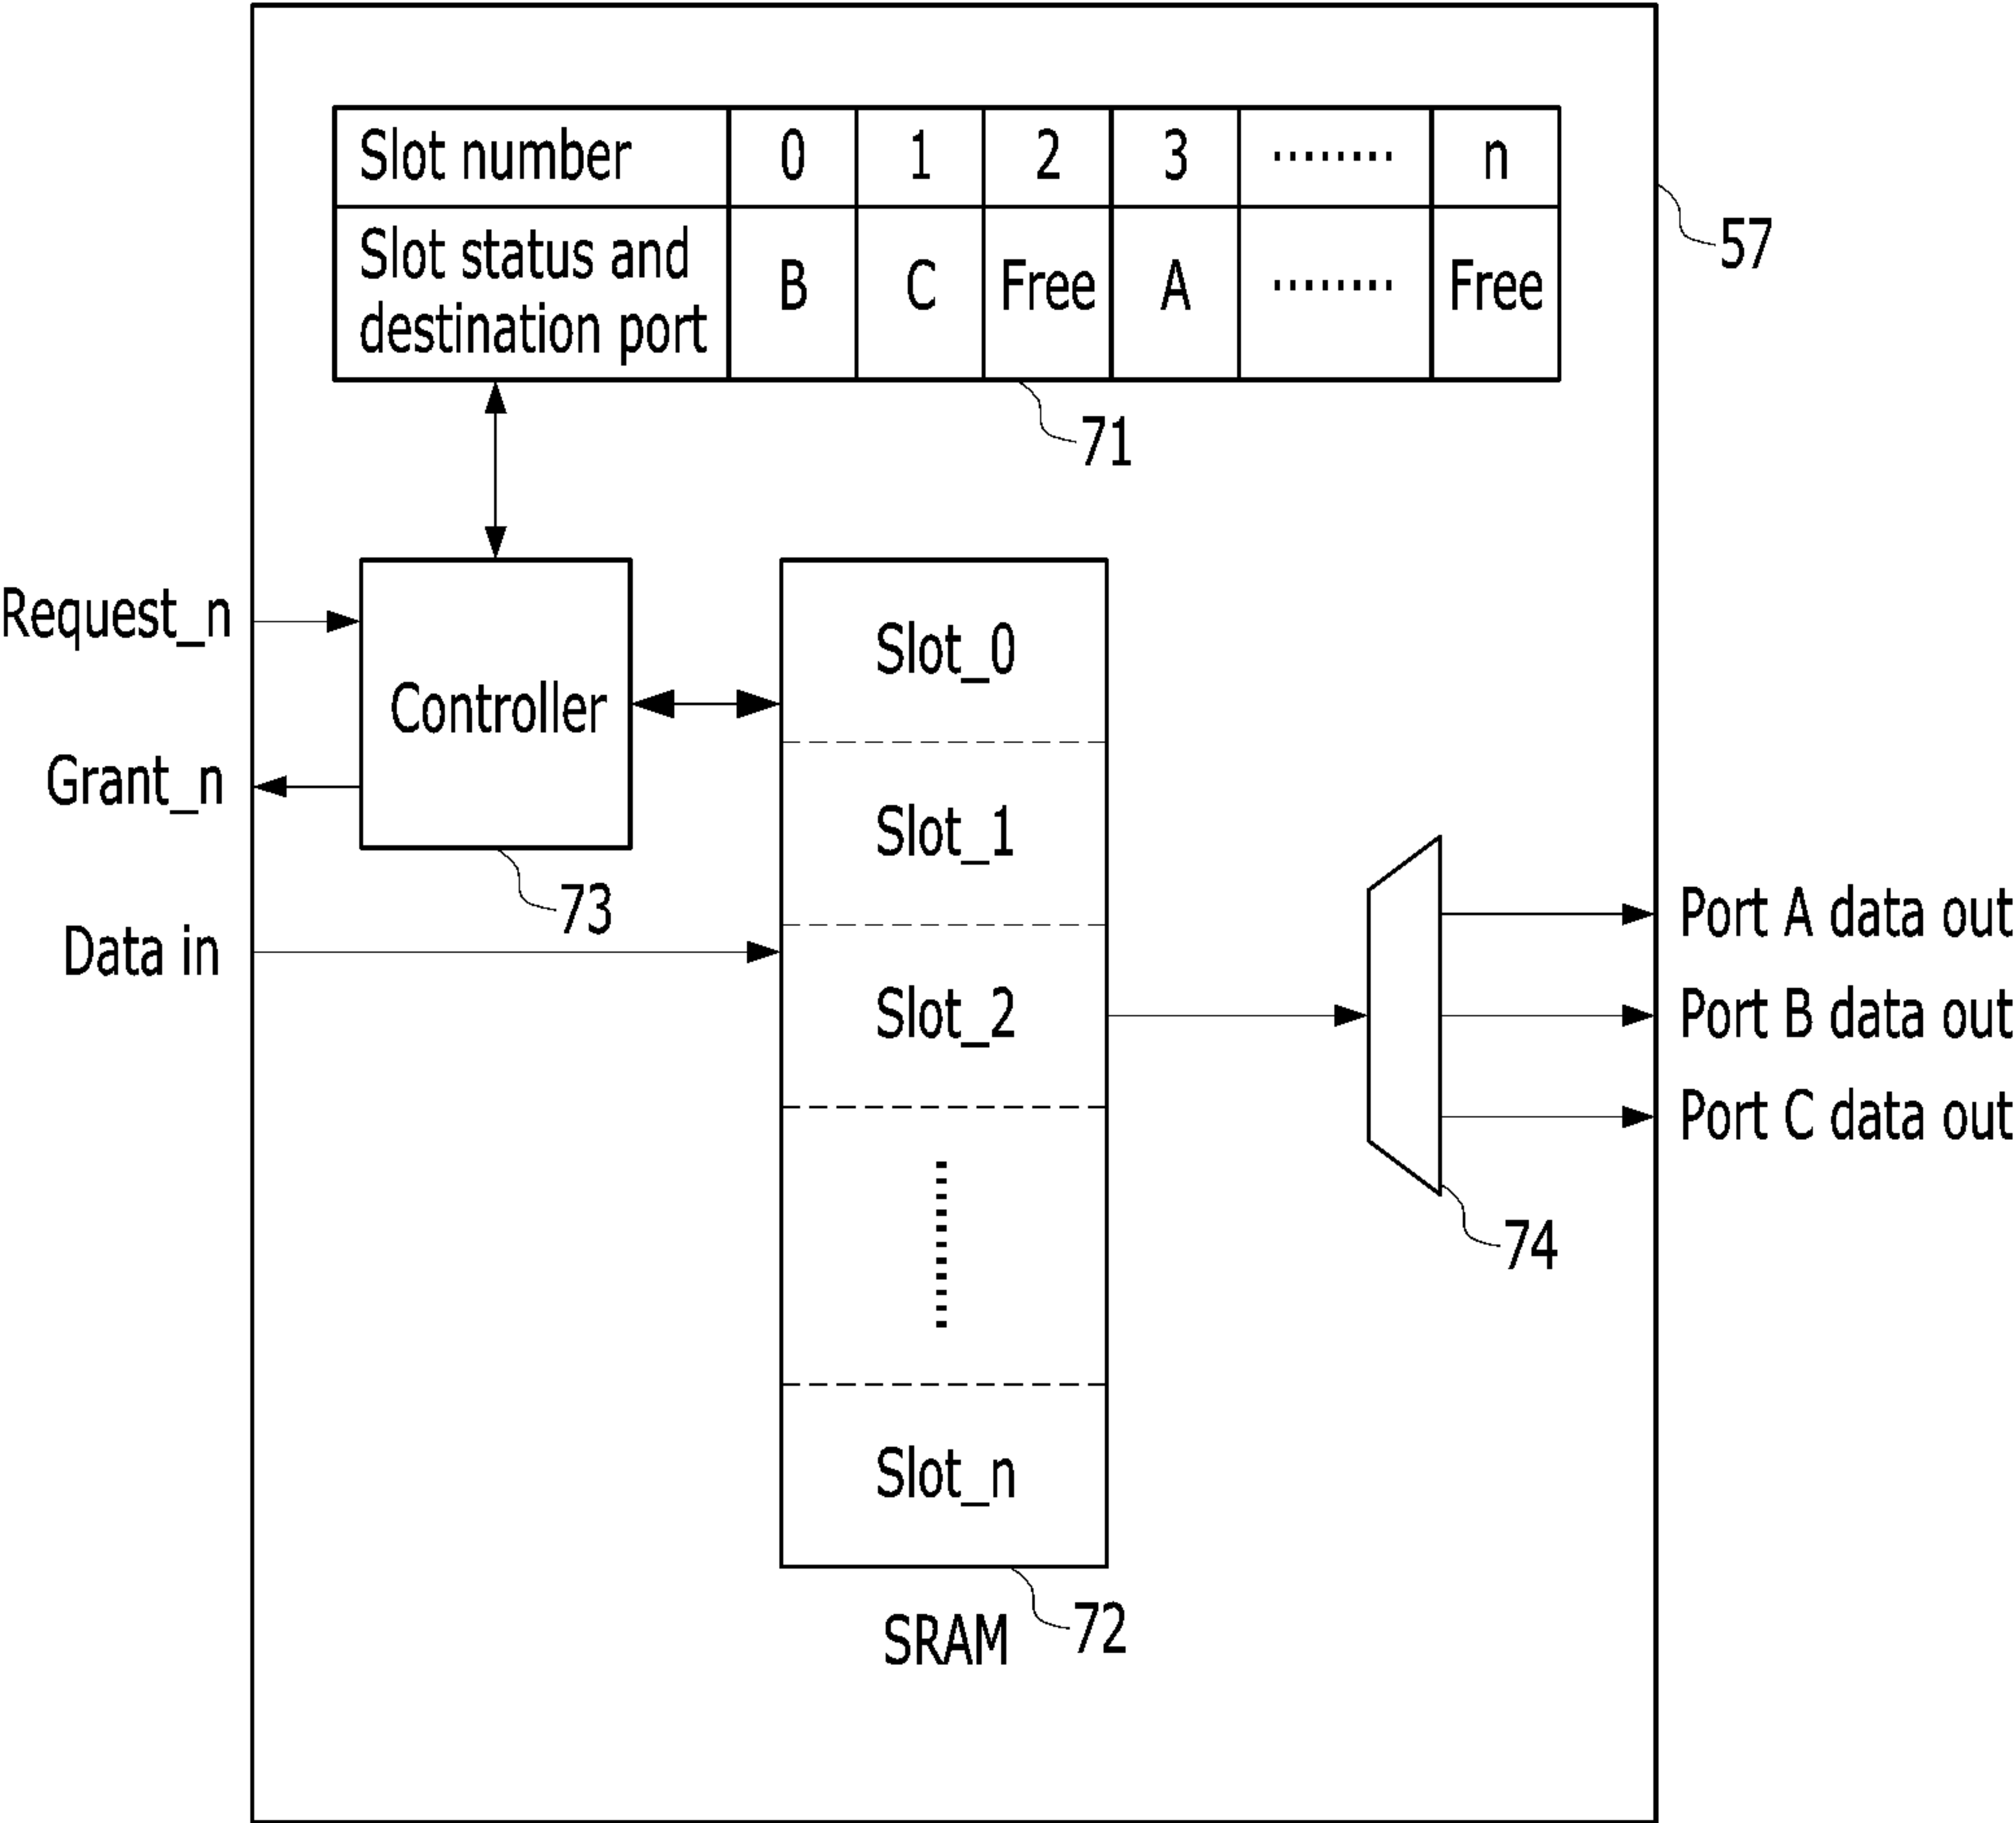 Slot number 0 1 2 3 ........ n
Slot status and
destination port B C Free A ........ Free
57
71
Request_n
Grant_n
Data in
Controller
73
Slot_0
Slot_1
Slot_2
Slot_n
SRAM
72
74
Port A data out
Port B data out
Port C data out